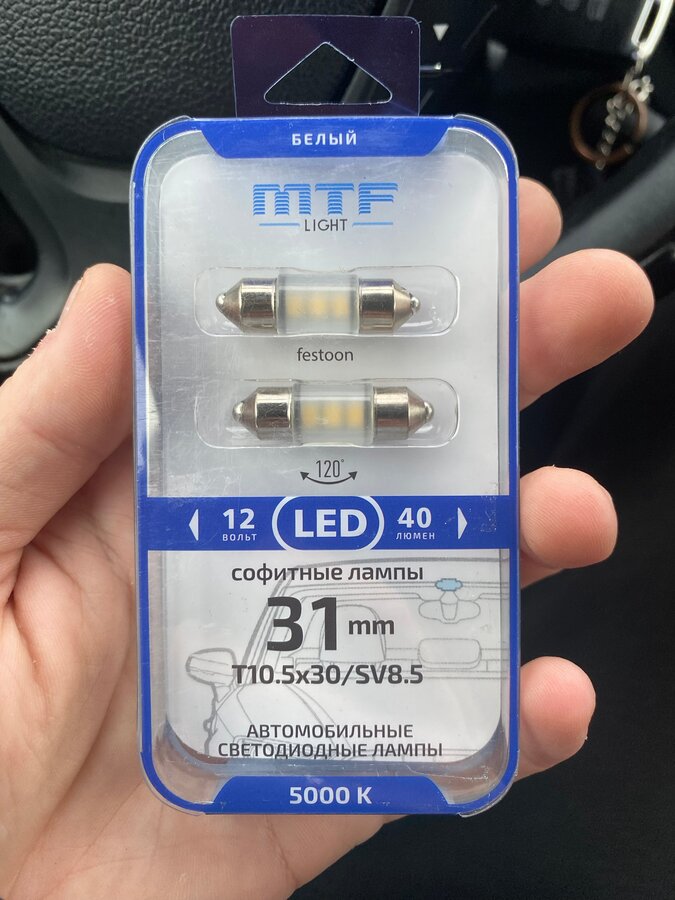 БЕЛЫЙ
MTF
LIGHT
festoon
120°
12 ВОЛЬТ LED 40 ЛЮМЕН
софитные лампы
31 mm
T10.5x30/SV8.5
АВТОМОБИЛЬНЫЕ
СВЕТОДИОДНЫЕ ЛАМПЫ
5000 K